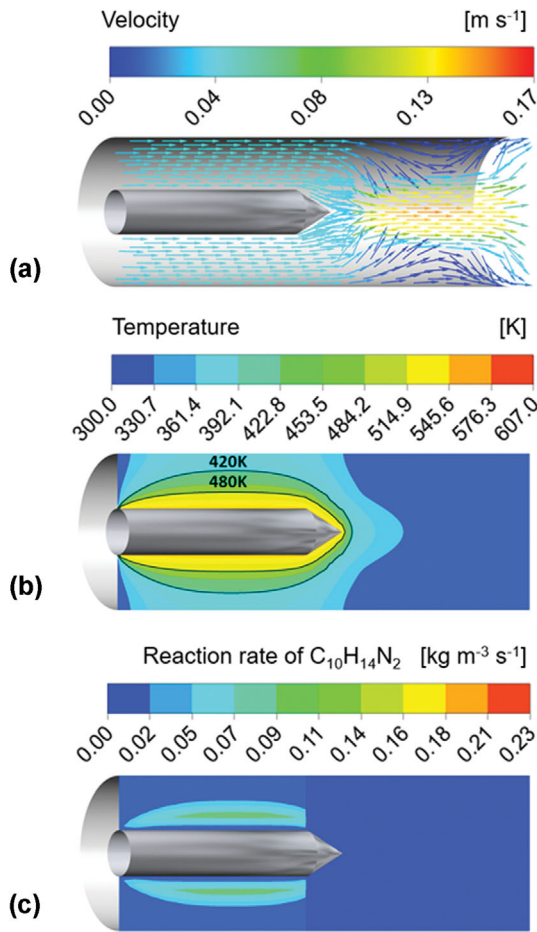 Velocity [m s⁻¹]
0.00 0.04 0.08 0.13 0.17
(a)
Temperature [K]
300.0 330.7 361.4 392.1 422.8 453.5 484.2 514.9 545.6 576.3 607.0
420K
480K
(b)
Reaction rate of C₁₀H₁₄N₂ [kg m⁻³ s⁻¹]
0.00 0.02 0.05 0.07 0.09 0.11 0.14 0.16 0.18 0.21 0.23
(c)